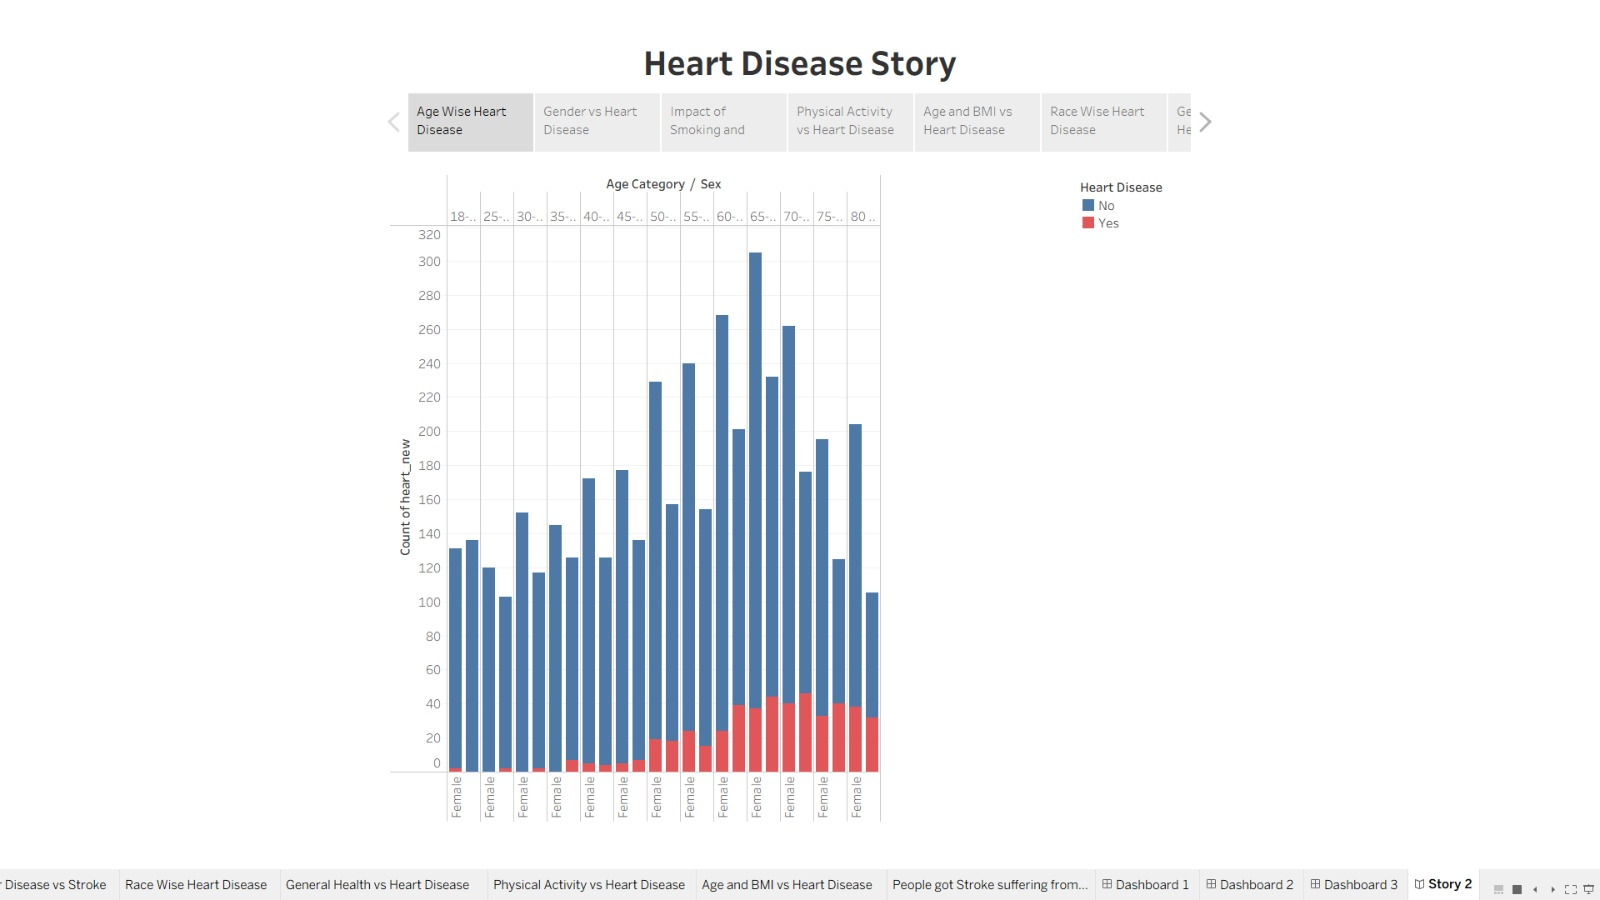 Heart Disease Story
Age Wise Heart
Disease
Gender vs Heart
Disease
Impact of
Smoking and
Physical Activity
vs Heart Disease
Age and BMI vs
Heart Disease
Race Wise Heart
Disease
Ge
He
Age Category / Sex
18-.. 25-.. 30-.. 35-.. 40-.. 45-.. 50-.. 55-.. 60-.. 65-.. 70-.. 75-.. 80 ..
Heart Disease
No
Yes
Count of heart_new
320
300
280
260
240
220
200
180
160
140
120
100
80
60
40
20
0
Female
Female
Female
Female
Female
Female
Female
Female
Female
Female
Female
Female
Female
Disease vs Stroke
Race Wise Heart Disease
General Health vs Heart Disease
Physical Activity vs Heart Disease
Age and BMI vs Heart Disease
People got Stroke suffering from...
Dashboard 1
Dashboard 2
Dashboard 3
Story 2